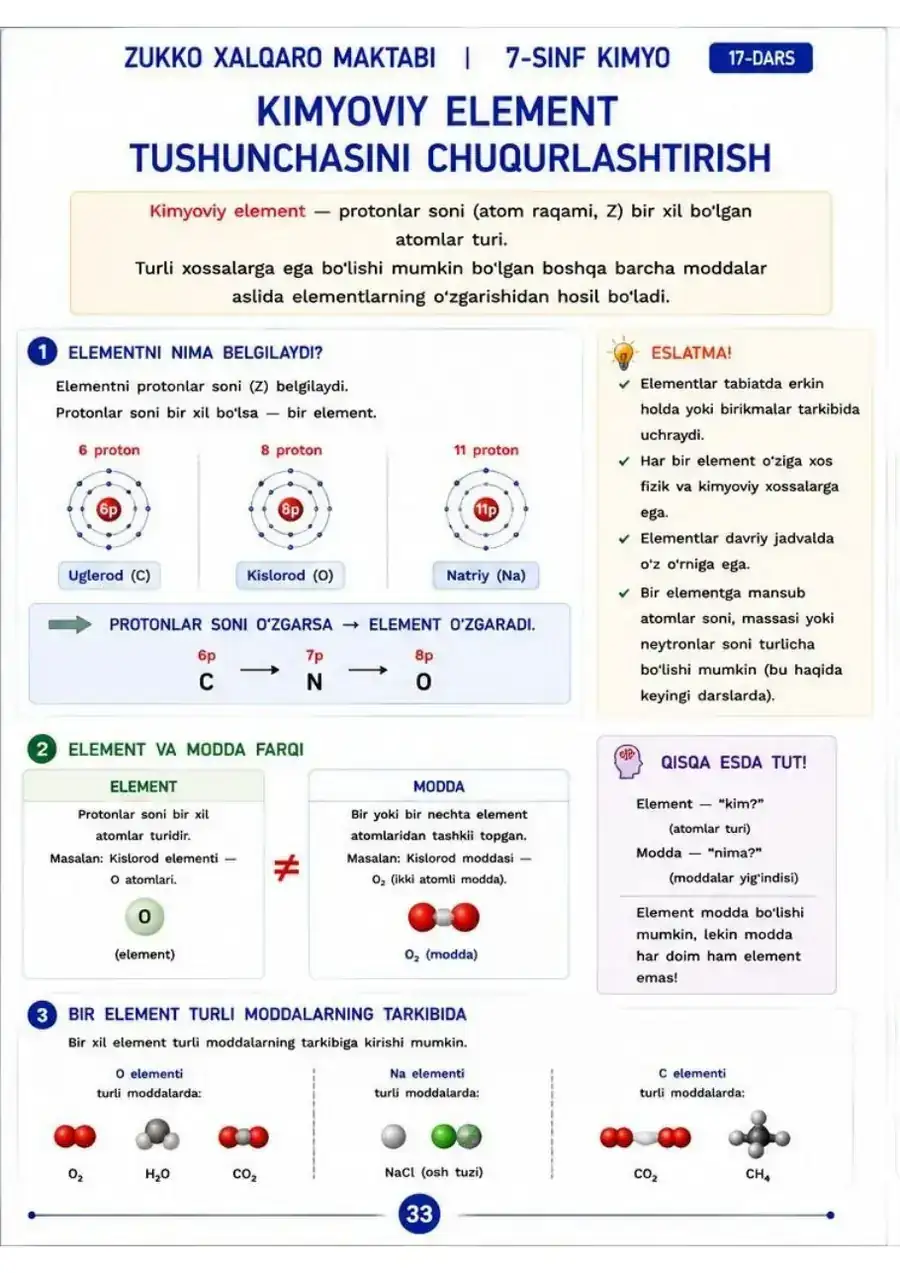 ZUKKO XALQARO MAKTABI | 7-SINF KIMYO 17-DARS
KIMYOVIY ELEMENT
TUSHUNCHASINI CHUQURLASHTIRISH
Kimyoviy element — protonlar soni (atom raqami, Z) bir xil bo'lgan
atomlar turi.
Turli xossalarga ega bo'lishi mumkin bo'lgan boshqa barcha moddalar
aslida elementlarning o'zgarishidan hosil bo'ladi.
1 ELEMENTNI NIMA BELGILAYDI?
Elementni protonlar soni (Z) belgilaydi.
Protonlar soni bir xil bo'lsa — bir element.
6 proton
8 proton
11 proton
6p
8p
11p
Uglerod (C)
Kislorod (O)
Natriy (Na)
PROTONLAR SONI O'ZGARSA → ELEMENT O'ZGARADI.
6p 7p 8p
C → N → O
ESLATMA!
✓ Elementlar tabiatda erkin
holda yoki birikmalar tarkibida
uchraydi.
✓ Har bir element o'ziga xos
fizik va kimyoviy xossalarga
ega.
✓ Elementlar davriy jadvalda
o'z o'rniga ega.
✓ Bir elementga mansub
atomlar soni, massasi yoki
neytronlar soni turlicha
bo'lishi mumkin (bu haqida
keyingi darslarda).
2 ELEMENT VA MODDA FARQI
ELEMENT
Protonlar soni bir xil
atomlar turidir.
Masalan: Kislorod elementi —
O atomlari.
O
(element)
≠
MODDA
Bir yoki bir nechta element
atomlaridan tashkii topgan.
Masalan: Kislorod moddasi —
O₂ (ikki atomli modda).
O₂ (modda)
QISQA ESDA TUT!
Element — "kim?"
(atomlar turi)
Modda — "nima?"
(moddalar yig'indisi)
Element modda bo'lishi
mumkin, lekin modda
har doim ham element
emas!
3 BIR ELEMENT TURLI MODDALARNING TARKIBIDA
Bir xil element turli moddalarning tarkibiga kirishi mumkin.
O elementi
turli moddalarda:
O₂ H₂O CO₂
Na elementi
turli moddalarda:
NaCl (osh tuzi)
C elementi
turli moddalarda:
CO₂ CH₄
33